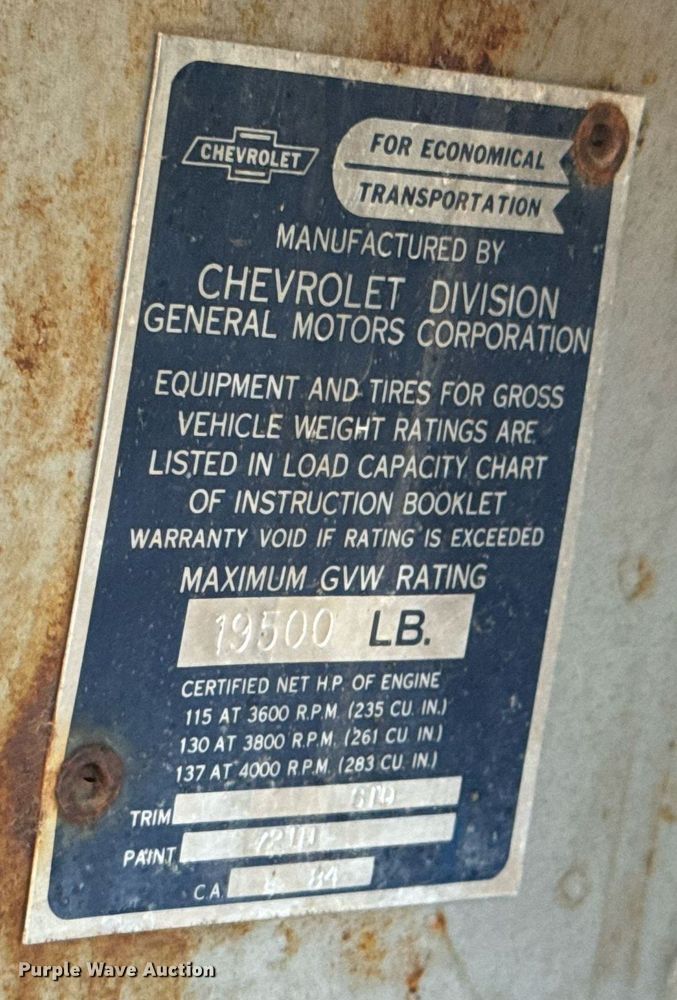 CHEVROLET
FOR ECONOMICAL
TRANSPORTATION
MANUFACTURED BY
CHEVROLET DIVISION
GENERAL MOTORS CORPORATION
EQUIPMENT AND TIRES FOR GROSS
VEHICLE WEIGHT RATINGS ARE
LISTED IN LOAD CAPACITY CHART
OF INSTRUCTION BOOKLET
WARRANTY VOID IF RATING IS EXCEEDED
MAXIMUM GVW RATING
19500 LB.
CERTIFIED NET H.P. OF ENGINE
115 AT 3600 R.P.M. (235 CU. IN.)
130 AT 3800 R.P.M. (261 CU IN)
137 AT 4000 R.P.M. (283 CU. IN.)
TRIM
PAINT
C.A.
Purple Wave Auction